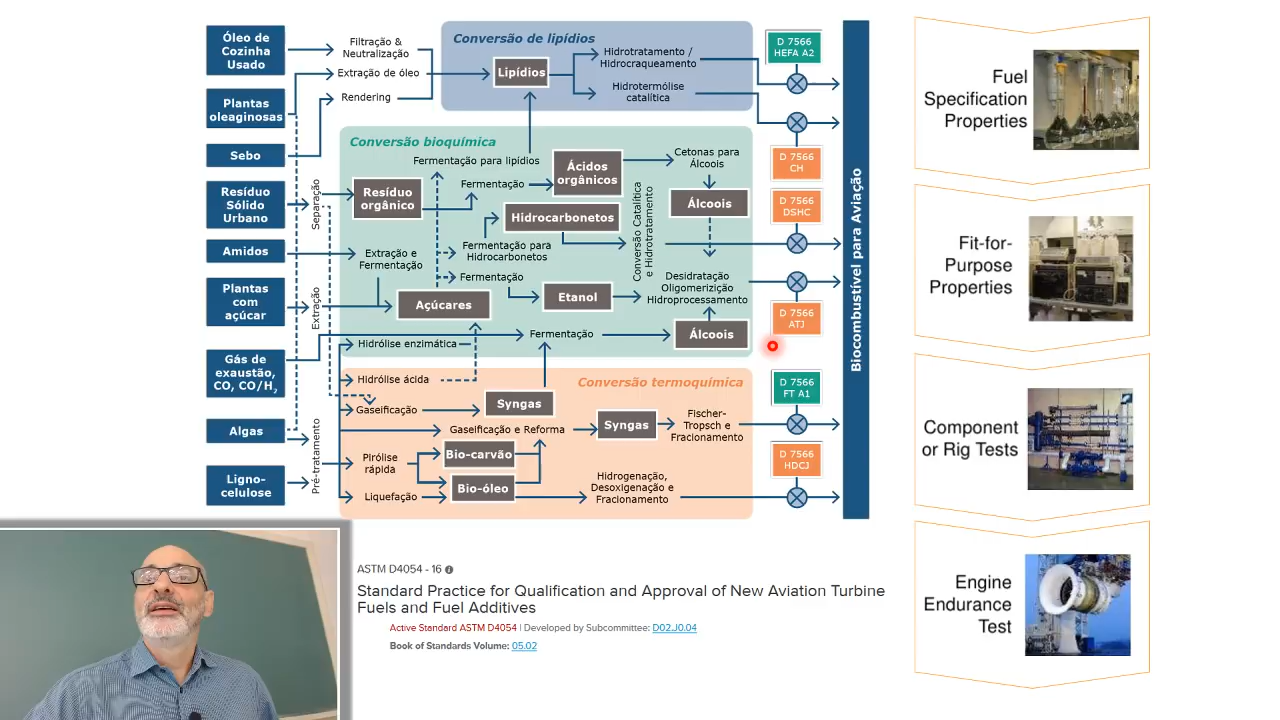 Óleo de
Cozinha
Usado
Plantas
oleaginosas
Sebo
Resíduo
Sólido
Urbano
Amidos
Plantas
com
açúcar
Gás de
exaustão,
CO, CO/H,
Algas
Ligno-
celulose
Filtração &
Neutralização
Extração de óleo
Rendering
Separação
Extração
Pré-tratamento
Conversão de lipídios
Lipídios
Hidrotratamento /
Hidrocraqueamento
Hidrotermólise
catalítica
Conversão bioquímica
Fermentação para lipídios
Resíduo
orgânico
Fermentação
Ácidos
orgânicos
Cetonas para
Álcoois
Álcoois
Hidrocarbonetos
Fermentação para
Hidrocarbonetos
Conversão Catalítica
e Hidrotratamento
Extração e
Fermentação
Fermentação
Açúcares
Etanol
Desidratação
Oligomerizição
Hidroprocessamento
Fermentação
Álcoois
Hidrólise enzimática
Conversão termoquímica
Hidrólise ácida
Gaseificação
Syngas
Gaseificação e Reforma
Syngas
Fischer-
Tropsch e
Fracionamento
Pirólise
rápida
Bio-carvão
Bio-óleo
Liquefação
Hidrogenação,
Desoxigenação e
Fracionamento
D 7566
HEFA A2
D 7566
CH
D 7566
DSHC
D 7566
ATJ
D 7566
FT A1
D 7566
HDCJ
Biocombustível para Aviação
Fuel
Specification
Properties
Fit-for-
Purpose
Properties
Component
or Rig Tests
Engine
Endurance
Test
ASTM D4054 - 16
Standard Practice for Qualification and Approval of New Aviation Turbine
Fuels and Fuel Additives
Active Standard ASTM D4054 | Developed by Subcommittee: D02.J0.04
Book of Standards Volume: 05.02